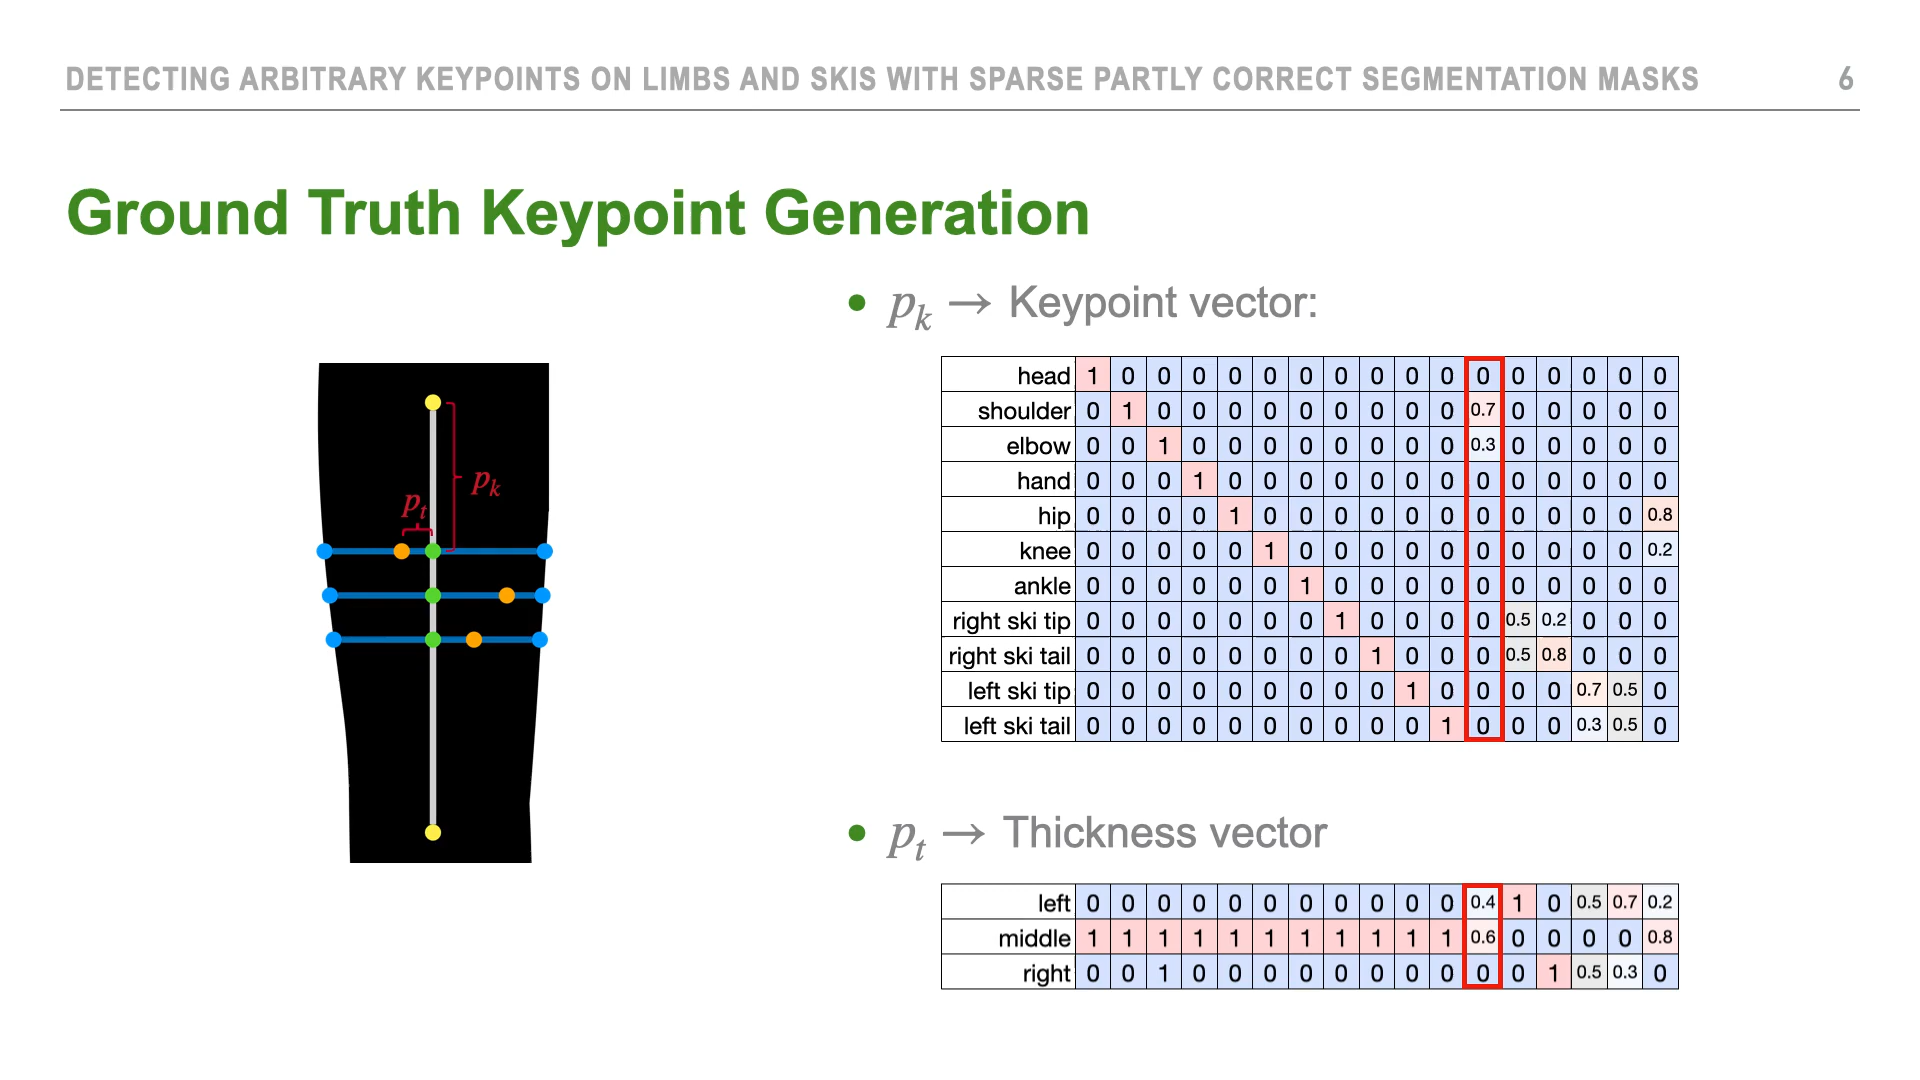 DETECTING ARBITRARY KEYPOINTS ON LIMBS AND SKIS WITH SPARSE PARTLY CORRECT SEGMENTATION MASKS 6
Ground Truth Keypoint Generation
p_k
p_t
• p_k → Keypoint vector:
head 1 0 0 0 0 0 0 0 0 0 0 0 0 0 0 0 0
shoulder 0 1 0 0 0 0 0 0 0 0 0 0.7 0 0 0 0 0
elbow 0 0 1 0 0 0 0 0 0 0 0 0.3 0 0 0 0 0
hand 0 0 0 1 0 0 0 0 0 0 0 0 0 0 0 0 0
hip 0 0 0 0 1 0 0 0 0 0 0 0 0 0 0 0 0.8
knee 0 0 0 0 0 1 0 0 0 0 0 0 0 0 0 0 0.2
ankle 0 0 0 0 0 0 1 0 0 0 0 0 0 0 0 0 0
right ski tip 0 0 0 0 0 0 0 1 0 0 0 0 0.5 0.2 0 0 0
right ski tail 0 0 0 0 0 0 0 0 1 0 0 0 0.5 0.8 0 0 0
left ski tip 0 0 0 0 0 0 0 0 0 1 0 0 0 0 0.7 0.5 0
left ski tail 0 0 0 0 0 0 0 0 0 0 1 0 0 0 0.3 0.5 0
• p_t → Thickness vector
left 0 0 0 0 0 0 0 0 0 0 0 0.4 1 0 0.5 0.7 0.2
middle 1 1 1 1 1 1 1 1 1 1 1 0.6 0 0 0 0 0.8
right 0 0 1 0 0 0 0 0 0 0 0 0 0 1 0.5 0.3 0